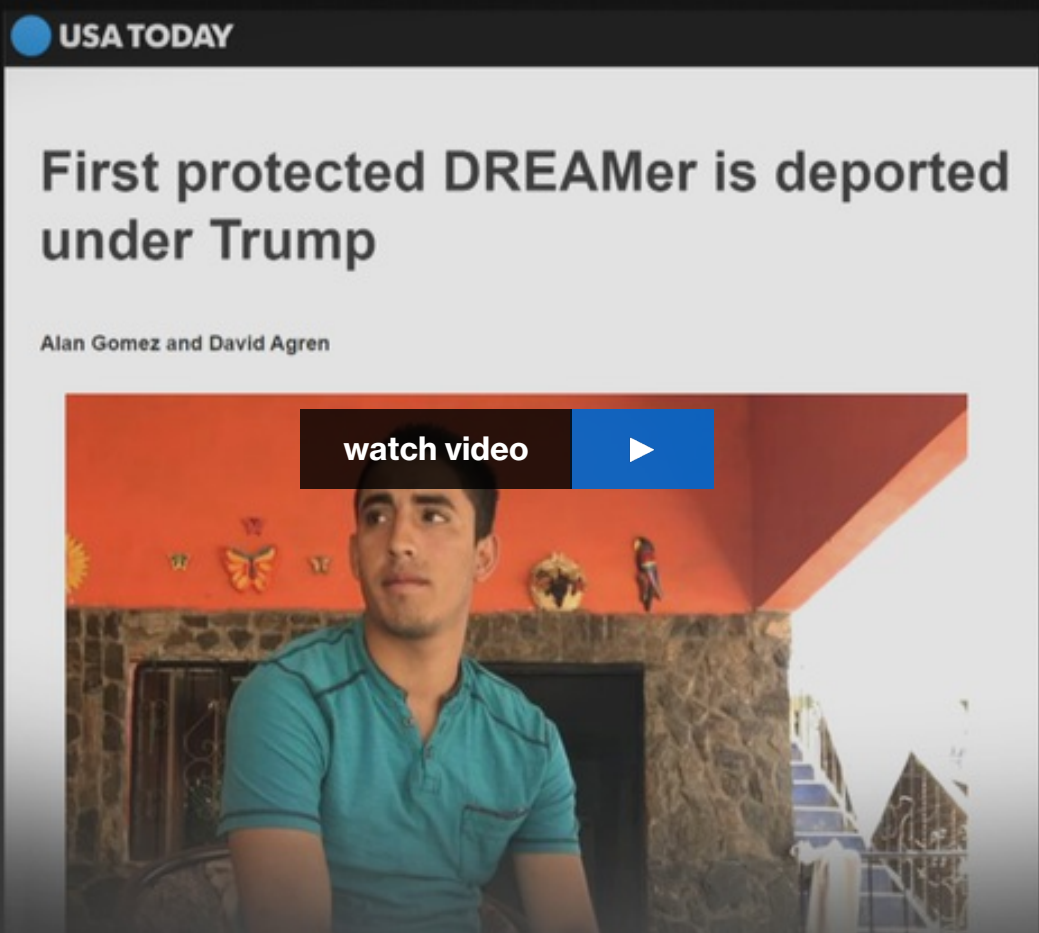 USA TODAY
First protected DREAMer is deported
under Trump
Alan Gomez and David Agren
watch video